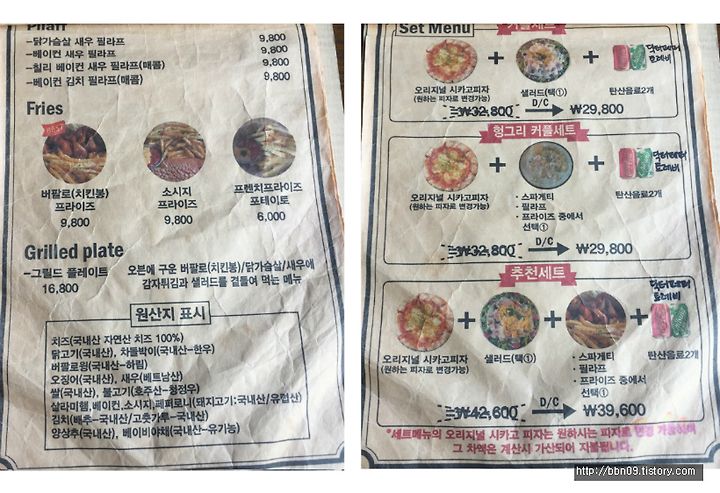 Pilaff
-닭가슴살 새우 필라프 9,800
-베이컨 새우 필라프 9,800
-칠리 베이컨 새우 필라프(매콤) 9,800
-베이컨 김치 필라프(매콤) 9,800
Fries
버팔로(치킨봉)
프라이즈
9,800
소시지
프라이즈
9,800
프렌치프라이즈
포테이토
6,000
Grilled plate
-그릴드 플레이트
16,800
오븐에 구운 버팔로(치킨봉)/닭가슴살/새우에
감자튀김과 샐러드를 곁들여 먹는 메뉴
원산지 표시
치즈(국내산 자연산 치즈 100%)
닭고기(국내산), 차돌박이(국내산-한우)
버팔로윙(국내산-하림)
오징어(국내산), 새우(베트남산)
쌀(국내산), 불고기(호주산-청정우)
살라미햄,베이컨,소시지,페퍼로니(돼지고기:국내산/유럽산)
김치(배추-국내산/고춧가루-국내산)
양상추(국내산), 베이비야채(국내산-유기농)
Set Menu
커플세트
닥터페퍼
오리지널 시카고피자
(원하는 피자로 변경가능)
샐러드(택①)
탄산음료2개
₩32,800 D/C ₩29,800
헝그리 커플세트
닥터페퍼
오리지널 시카고피자
(원하는 피자로 변경가능)
· 스파게티
· 필라프
· 프라이즈 중에서
선택①
탄산음료2개
₩32,800 D/C ₩29,800
추천세트
닥터페퍼
오리지널 시카고피자
(원하는 피자로 변경가능)
샐러드(택①)
· 스파게티
· 필라프
· 프라이즈 중에서
선택①
탄산음료2개
₩42,600 D/C ₩39,600
*세트메뉴의 오리지널 시카고 피자는 원하시는 피자로 변경 가능하며
그 차액은 계산시 가산되어 지불됩니다.
http://bbn09.tistory.com